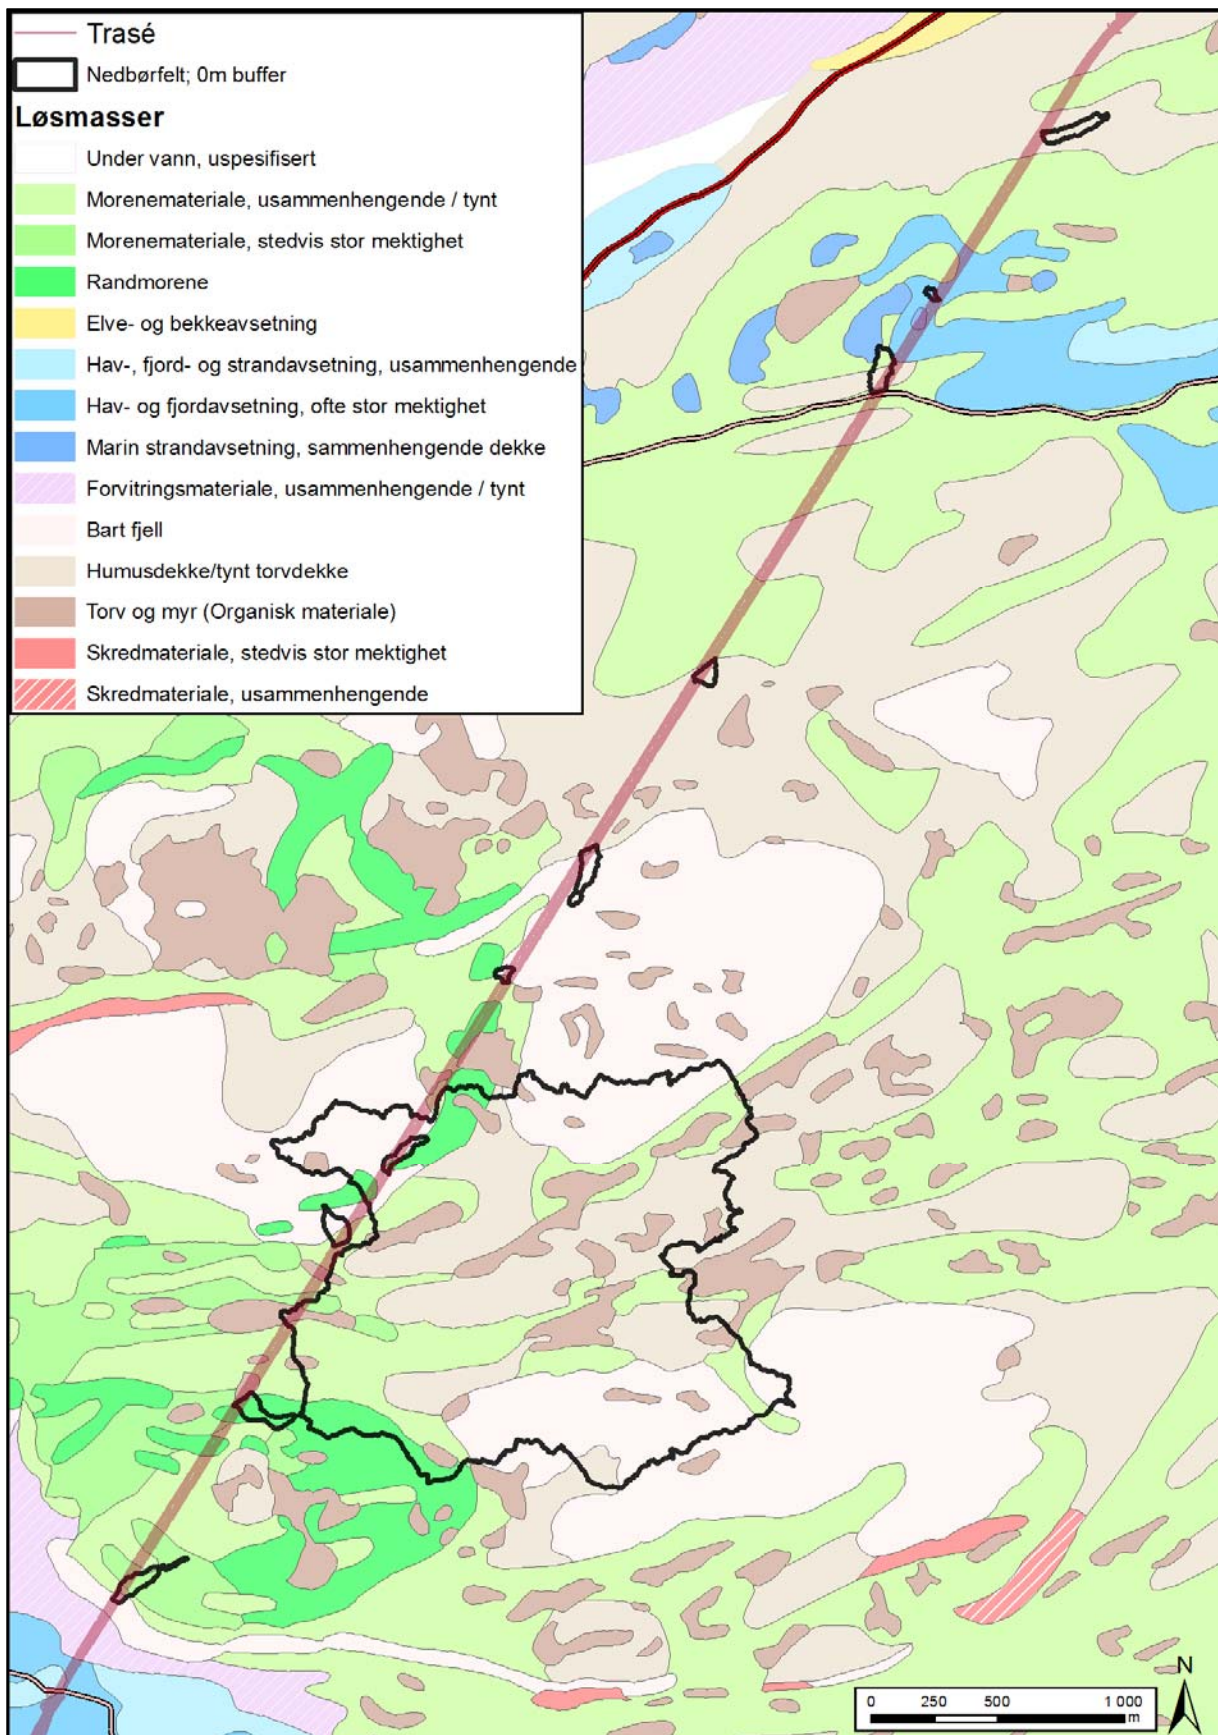 Trasé
Nedbørfelt; 0m buffer
Løsmasser
Under vann, uspesifisert
Morenemateriale, usammenhengende / tynt
Morenemateriale, stedvis stor mektighet
Randmorene
Elve- og bekkeavsetning
Hav-, fjord- og strandavsetning, usammenhengende
Hav- og fjordavsetning, ofte stor mektighet
Marin strandavsetning, sammenhengende dekke
Forvitringsmateriale, usammenhengende / tynt
Bart fjell
Humusdekke/tynt torvdekke
Torv og myr (Organisk materiale)
Skredmateriale, stedvis stor mektighet
Skredmateriale, usammenhengende
N
0 250 500 1 000
m